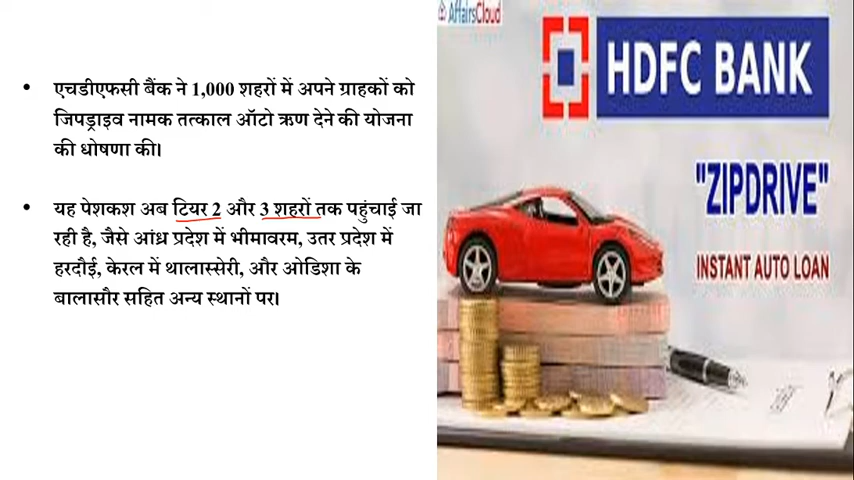 एचडीएफसी बैंक ने 1,000 शहरों में अपने ग्राहकों को
जिपड्राइव नामक तत्काल ऑटो ऋण देने की योजना
की घोषणा की।
यह पेशकश अब टियर 2 और 3 शहरों तक पहुंचाई जा
रही है, जैसे आंध्र प्रदेश में भीमावरम, उतर प्रदेश में
हरदौई, केरल में थालास्सेरी, और ओडिशा के
बालासौर सहित अन्य स्थानों पर।
AffairsCloud
HDFC BANK
"ZIPDRIVE"
INSTANT AUTO LOAN